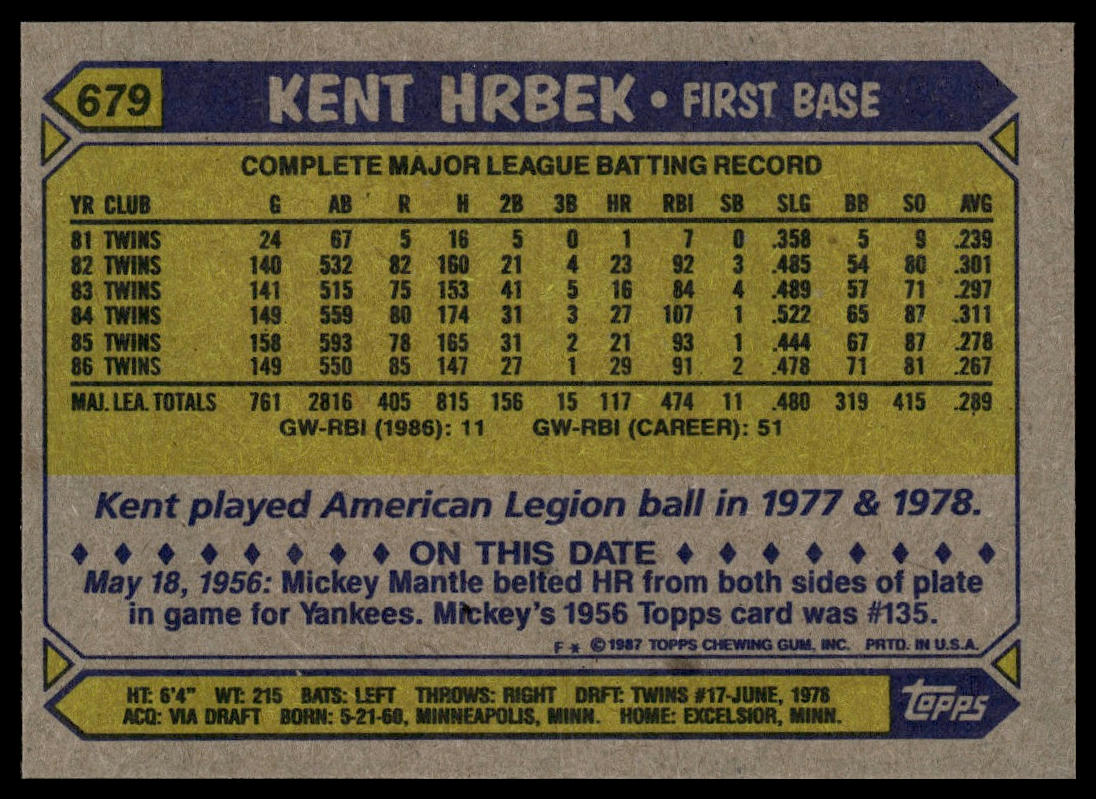 679 KENT HRBEK • FIRST BASE
COMPLETE MAJOR LEAGUE BATTING RECORD
YR CLUB G AB R H 2B 3B HR RBI SB SLG BB SO AVG
81 TWINS 24 67 5 16 5 0 1 7 0 .358 5 9 .239
82 TWINS 140 532 82 160 21 4 23 92 3 .485 54 80 .301
83 TWINS 141 515 75 153 41 5 16 84 4 .489 57 71 .297
84 TWINS 149 559 80 174 31 3 27 107 1 .522 65 87 .311
85 TWINS 158 593 78 165 31 2 21 93 1 .444 67 87 .278
86 TWINS 149 550 85 147 27 1 29 91 2 .478 71 81 .267
MAJ. LEA. TOTALS 761 2816 405 815 156 15 117 474 11 .480 319 415 .289
GW-RBI (1986): 11 GW-RBI (CAREER): 51
Kent played American Legion ball in 1977 & 1978.
♦ ♦ ♦ ♦ ♦ ♦ ♦ ♦ ON THIS DATE ♦ ♦ ♦ ♦ ♦ ♦ ♦ ♦
May 18, 1956: Mickey Mantle belted HR from both sides of plate
in game for Yankees. Mickey's 1956 Topps card was #135.
F* © 1987 TOPPS CHEWING GUM, INC. PRTD. IN U.S.A.
HT: 6'4" WT: 215 BATS: LEFT THROWS: RIGHT DRFT: TWINS #17-JUNE, 1978
ACQ: VIA DRAFT BORN: 5-21-60, MINNEAPOLIS, MINN. HOME: EXCELSIOR, MINN.
topps